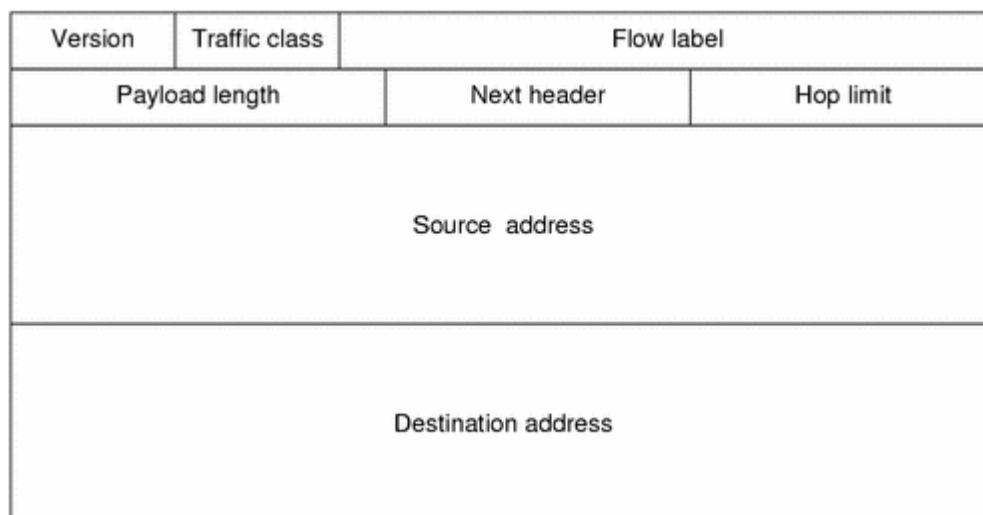 Version Traffic class Flow label
Payload length Next header Hop limit
Source address
Destination address